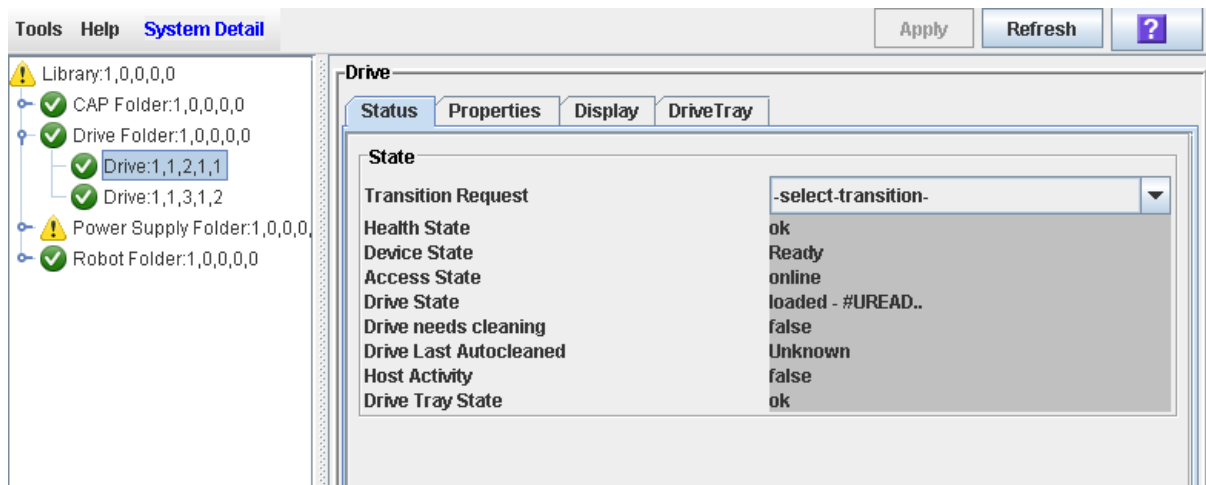 Tools Help System Detail Apply Refresh ?
Library:1,0,0,0,0
CAP Folder:1,0,0,0,0
Drive Folder:1,0,0,0,0
Drive:1,1,2,1,1
Drive:1,1,3,1,2
Power Supply Folder:1,0,0,0,
Robot Folder:1,0,0,0,0
Drive
Status Properties Display DriveTray
State
Transition Request -select-transition-
Health State ok
Device State Ready
Access State online
Drive State loaded - #UREAD..
Drive needs cleaning false
Drive Last Autocleaned Unknown
Host Activity false
Drive Tray State ok